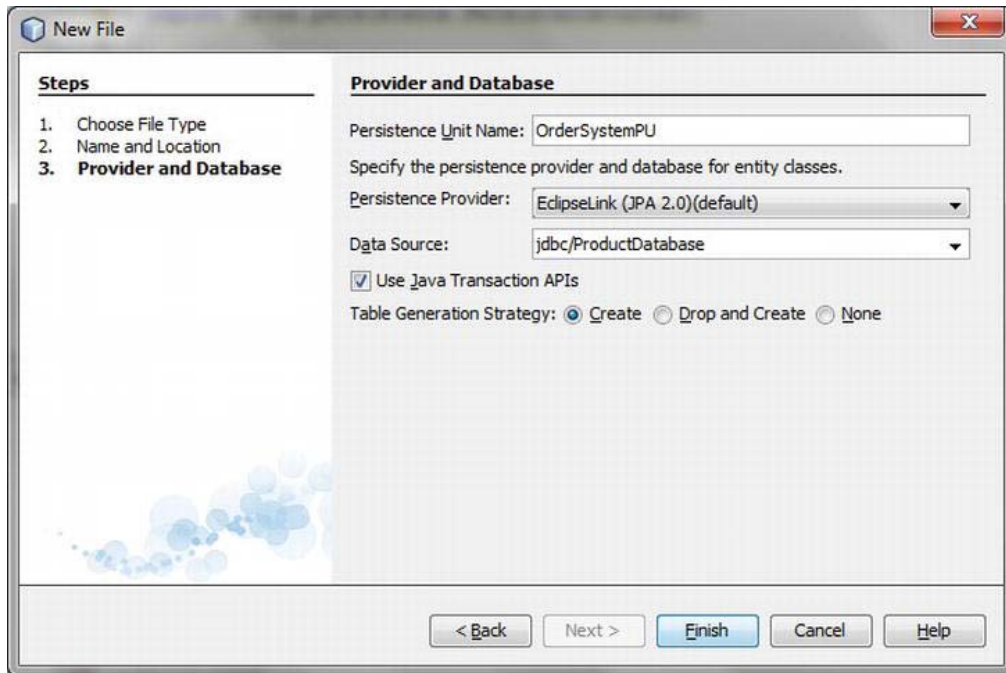 New File
Steps
1. Choose File Type
2. Name and Location
3. Provider and Database
Provider and Database
Persistence Unit Name: OrderSystemPU
Specify the persistence provider and database for entity classes.
Persistence Provider: EclipseLink (JPA 2.0)(default)
Data Source: jdbc/ProductDatabase
Use Java Transaction APIs
Table Generation Strategy: Create Drop and Create None
< Back Next > Finish Cancel Help